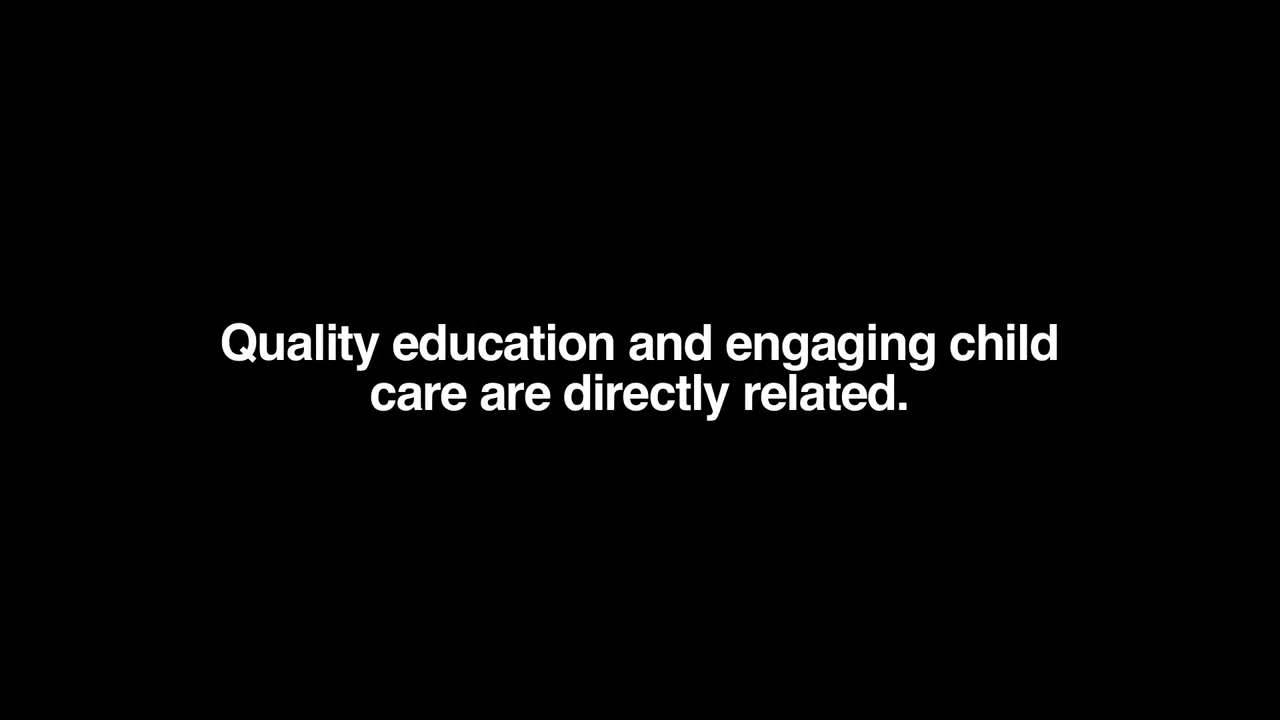 Quality education and engaging child
care are directly related.